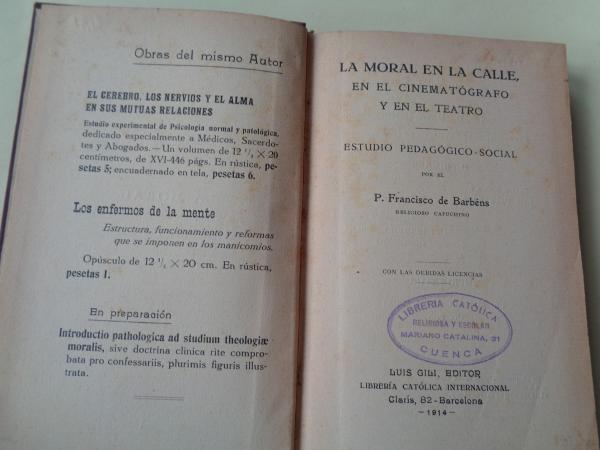 Obras del mismo Autor
EL CEREBRO, LOS NERVIOS Y EL ALMA
EN SUS MUTUAS RELACIONES
Estudio experimental de Psicología normal y patológica,
dedicado especialmente a Médicos, Sacerdo-
tes y Abogados.—Un volumen de 12 ¹/₂ × 20
centímetros, de XVI-446 págs. En rústica, pe-
setas 5; encuadernado en tela, pesetas 6.
Los enfermos de la mente
Estructura, funcionamiento y reformas
que se imponen en los manicomios.
Opúsculo de 12 ¹/₂ × 20 cm. En rústica,
pesetas 1.
En preparación
Introductio pathologica ad studium theologiæ
moralis, sive doctrina clinica rite compro-
bata pro confessariis, plurimis figuris illus-
trata.
LA MORAL EN LA CALLE,
EN EL CINEMATÓGRAFO
Y EN EL TEATRO
ESTUDIO PEDAGÓGICO-SOCIAL
POR EL
P. Francisco de Barbéns
RELIGIOSO CAPUCHINO
CON LAS DEBIDAS LICENCIAS
LIBRERIA CATÓLICA
RELIGIOSA Y ESCOLAR
MARIANO CATALINA, 31
CUENCA
LUIS GILI, EDITOR
LIBRERÍA CATÓLICA INTERNACIONAL
Clarís, 82-Barcelona
—1914—